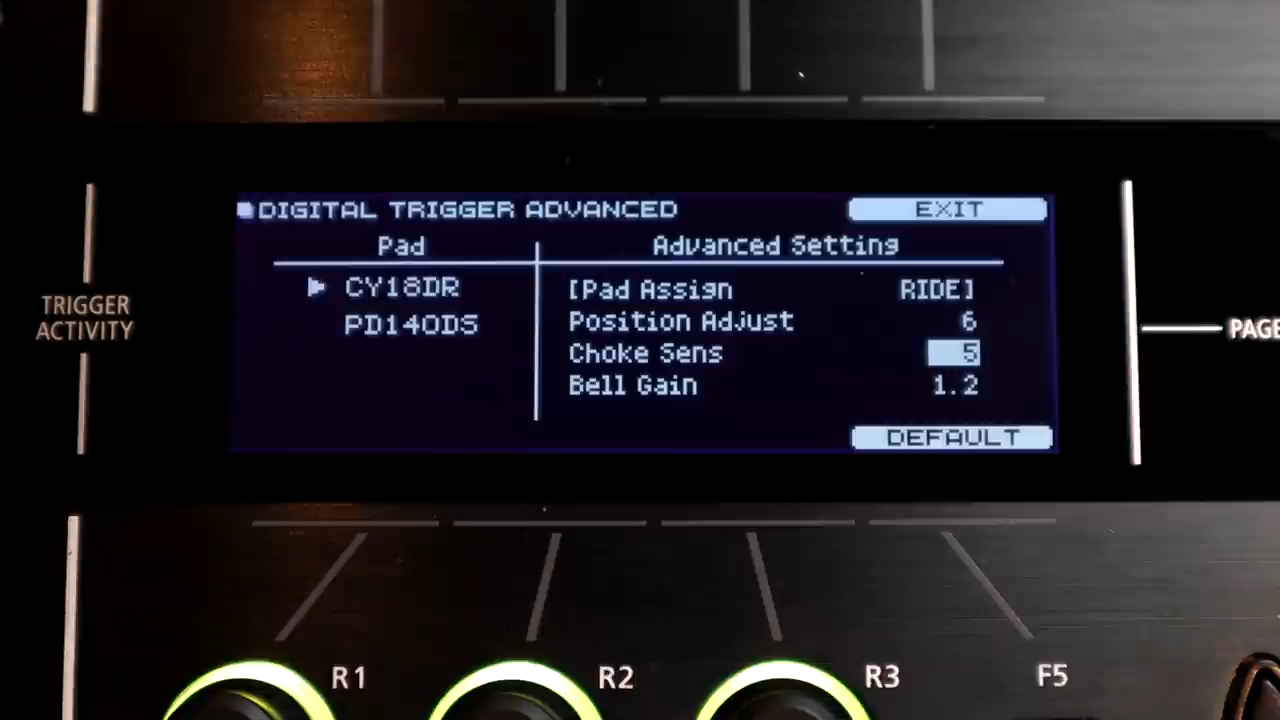 DIGITAL TRIGGER ADVANCED EXIT
Pad Advanced Setting
CY18DR [Pad Assign RIDE]
PD140DS Position Adjust 6
Choke Sens 5
Bell Gain 1.2
DEFAULT
TRIGGER
ACTIVITY
PAGE
R1 R2 R3 F5